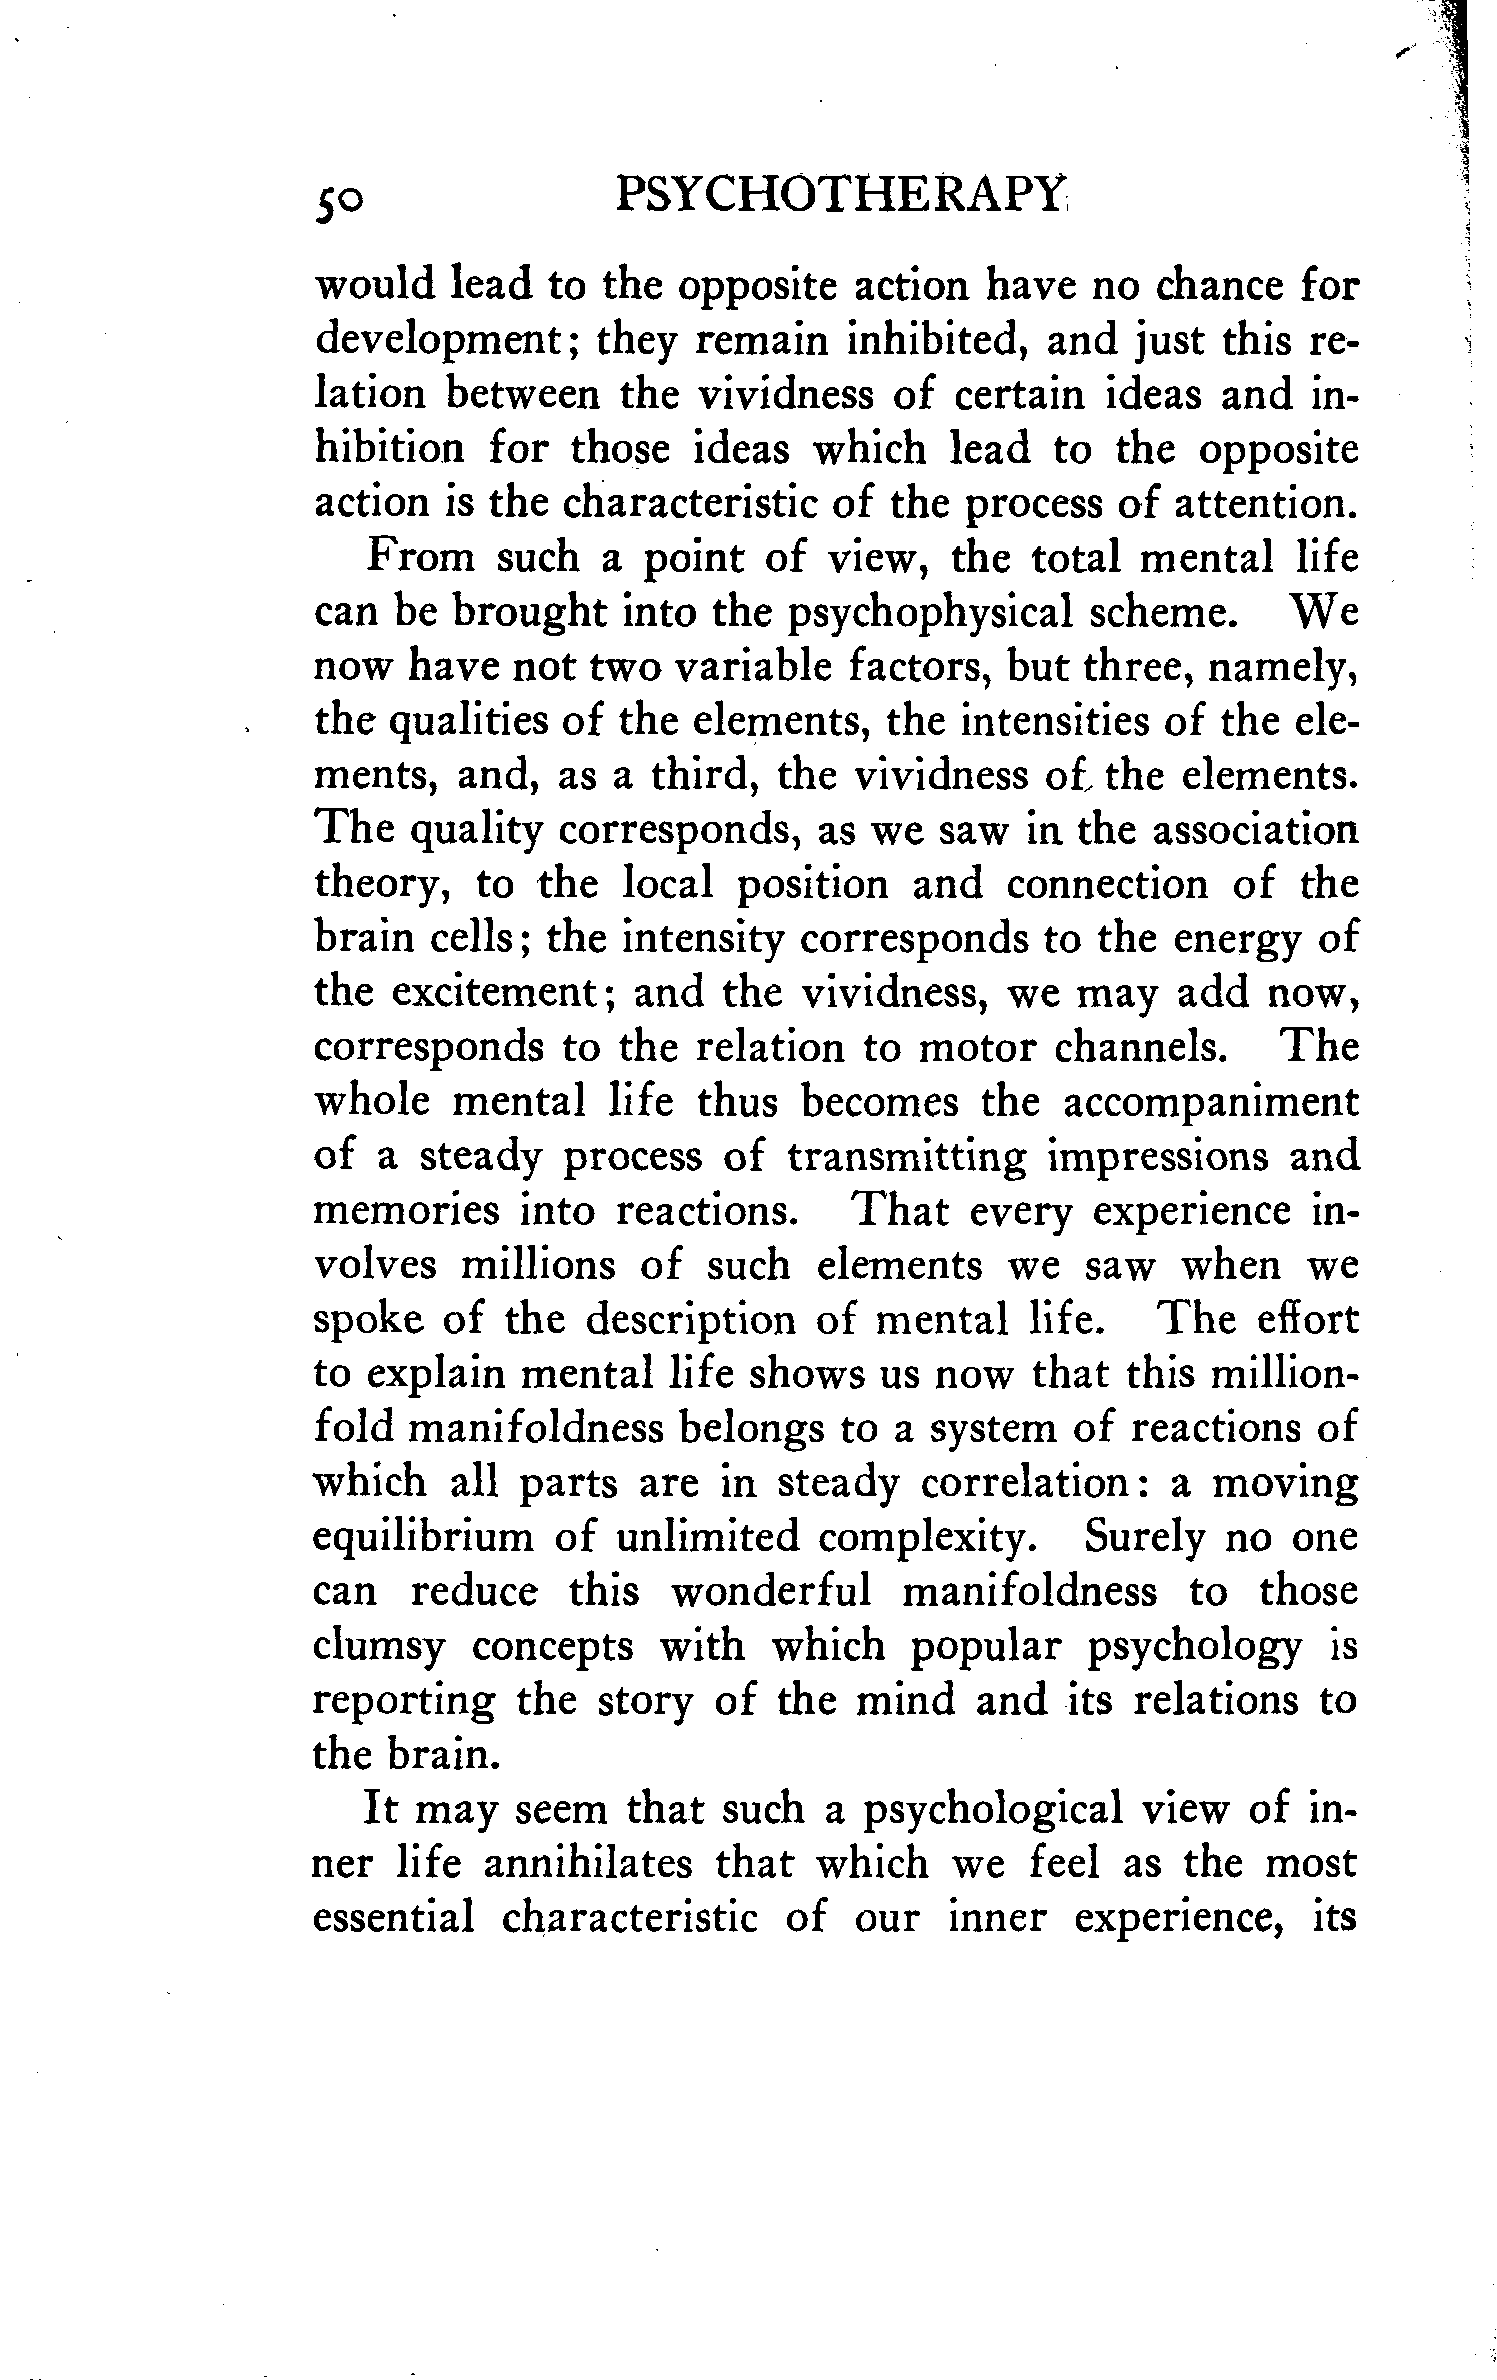 50 PSYCHOTHERAPY
would lead to the opposite action have no chance for
development; they remain inhibited, and just this re-
lation between the vividness of certain ideas and in-
hibition for those ideas which lead to the opposite
action is the characteristic of the process of attention.
From such a point of view, the total mental life
can be brought into the psychophysical scheme. We
now have not two variable factors, but three, namely,
the qualities of the elements, the intensities of the ele-
ments, and, as a third, the vividness of the elements.
The quality corresponds, as we saw in the association
theory, to the local position and connection of the
brain cells; the intensity corresponds to the energy of
the excitement; and the vividness, we may add now,
corresponds to the relation to motor channels. The
whole mental life thus becomes the accompaniment
of a steady process of transmitting impressions and
memories into reactions. That every experience in-
volves millions of such elements we saw when we
spoke of the description of mental life. The effort
to explain mental life shows us now that this million-
fold manifoldness belongs to a system of reactions of
which all parts are in steady correlation: a moving
equilibrium of unlimited complexity. Surely no one
can reduce this wonderful manifoldness to those
clumsy concepts with which popular psychology is
reporting the story of the mind and its relations to
the brain.
It may seem that such a psychological view of in-
ner life annihilates that which we feel as the most
essential characteristic of our inner experience, its